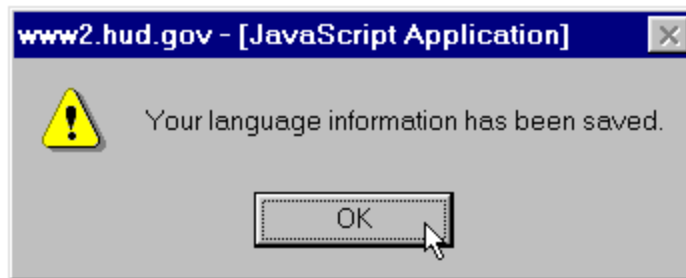 www2.hud.gov - [JavaScript Application]
Your language information has been saved.
OK